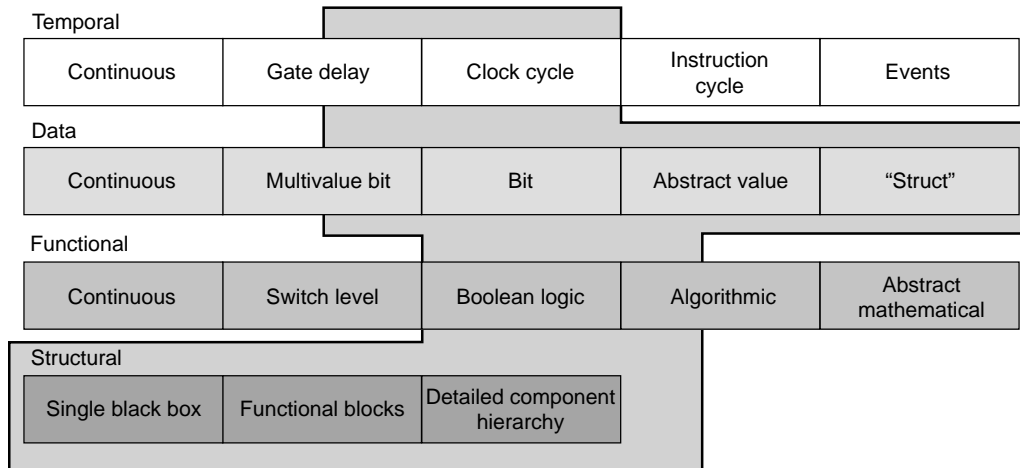 Temporal
Continuous
Gate delay
Clock cycle
Instruction
cycle
Events
Data
Continuous
Multivalue bit
Bit
Abstract value
“Struct”
Functional
Continuous
Switch level
Boolean logic
Algorithmic
Abstract
mathematical
Structural
Single black box
Functional blocks
Detailed component
hierarchy